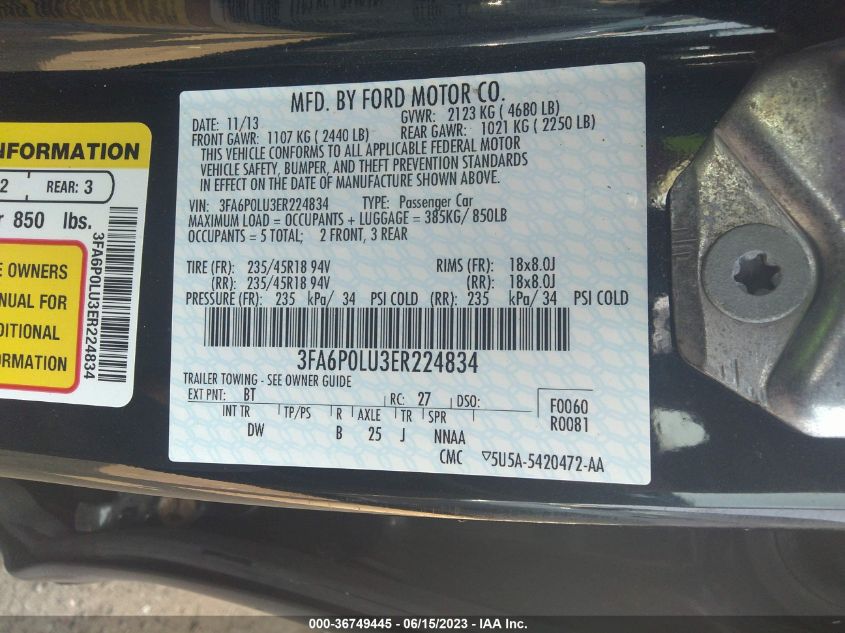 NFORMATION
2 REAR: 3
r 850 lbs.
E OWNERS
NUAL FOR
DITIONAL
RMATION
3FA6P0LU3ER224834
MFD. BY FORD MOTOR CO.
DATE: 11/13 GVWR: 2123 KG ( 4680 LB)
FRONT GAWR: 1107 KG ( 2440 LB) REAR GAWR: 1021 KG ( 2250 LB)
THIS VEHICLE CONFORMS TO ALL APPLICABLE FEDERAL MOTOR
VEHICLE SAFETY, BUMPER, AND THEFT PREVENTION STANDARDS
IN EFFECT ON THE DATE OF MANUFACTURE SHOWN ABOVE.
VIN: 3FA6P0LU3ER224834 TYPE: Passenger Car
MAXIMUM LOAD = OCCUPANTS + LUGGAGE = 385KG/ 850LB
OCCUPANTS = 5 TOTAL; 2 FRONT, 3 REAR
TIRE (FR): 235/45R18 94V RIMS (FR): 18x8.0J
(RR): 235/45R18 94V (RR): 18x8.0J
PRESSURE (FR): 235 kPa/ 34 PSI COLD (RR): 235 kPa/ 34 PSI COLD
3FA6P0LU3ER224834
TRAILER TOWING - SEE OWNER GUIDE
EXT PNT: BT RC: 27 DSO:
F0060
R0081
INT TR TP/PS R AXLE TR SPR
DW B 25 J NNAA
CMC ▽5U5A-5420472-AA
000-36749445 - 06/15/2023 - IAA Inc.